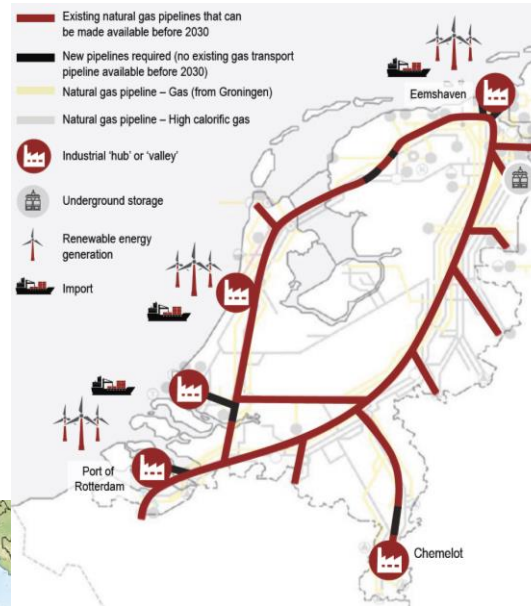 Existing natural gas pipelines that can
be made available before 2030
New pipelines required (no existing gas transport
pipeline available before 2030)
Natural gas pipeline – Gas (from Groningen)
Natural gas pipeline – High calorific gas
Industrial ‘hub’ or ‘valley’
Underground storage
Renewable energy
generation
Import
Eemshaven
Port of
Rotterdam
Chemelot